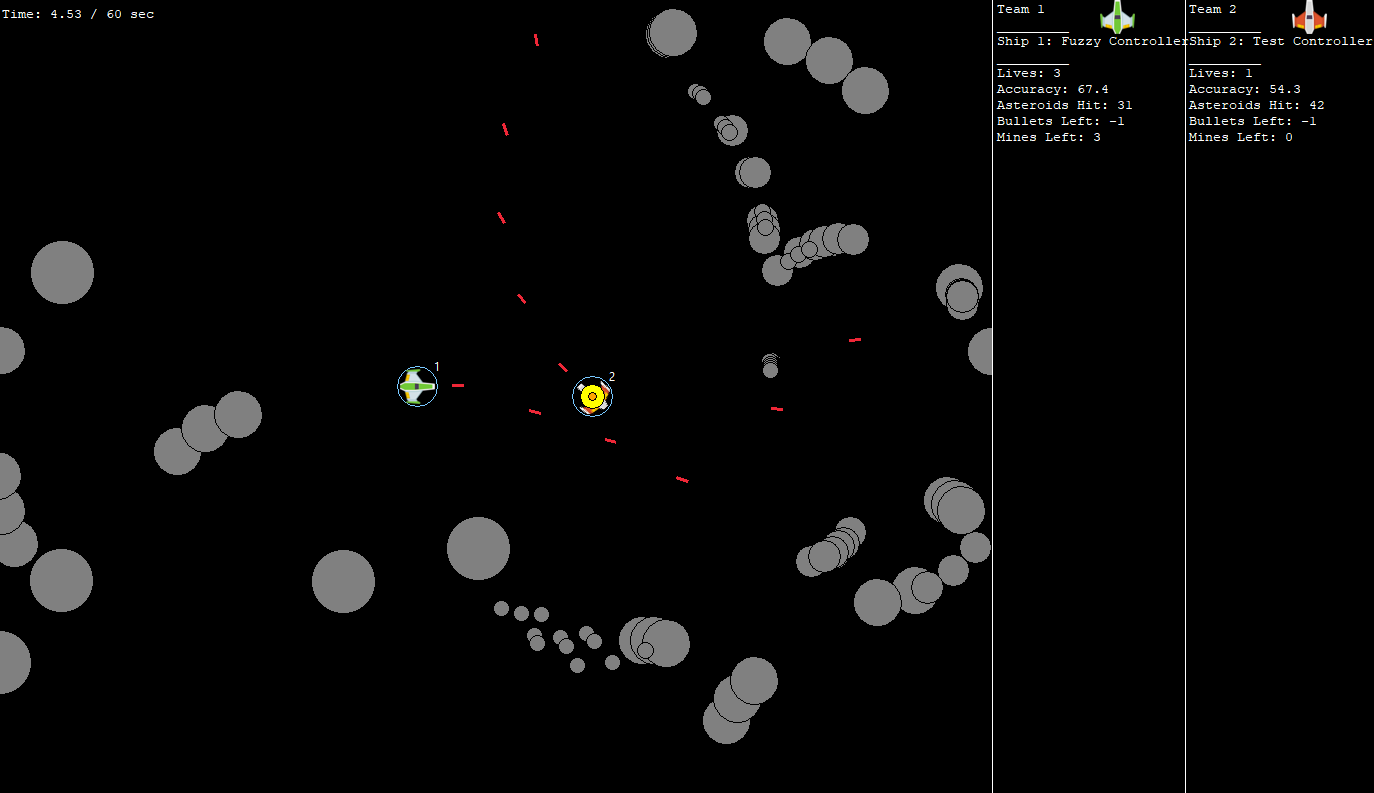 Time: 4.53 / 60 sec
1
2
Team 1
Ship 1: Fuzzy Controller
Lives: 3
Accuracy: 67.4
Asteroids Hit: 31
Bullets Left: -1
Mines Left: 3
Team 2
Ship 2: Test Controller
Lives: 1
Accuracy: 54.3
Asteroids Hit: 42
Bullets Left: -1
Mines Left: 0